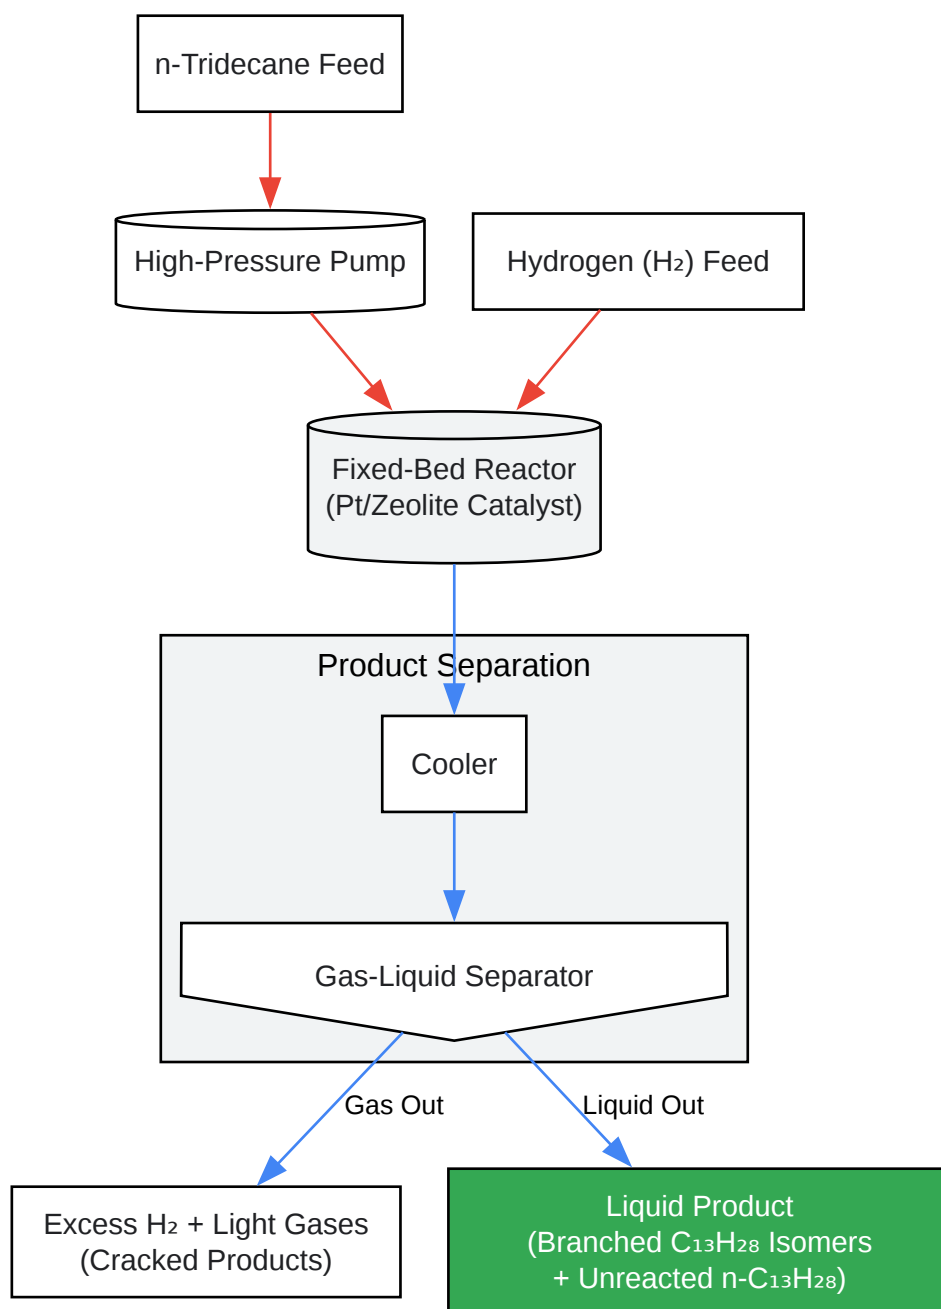 n-Tridecane Feed
High-Pressure Pump
Hydrogen (H₂) Feed
Fixed-Bed Reactor
(Pt/Zeolite Catalyst)
Product Separation
Cooler
Gas-Liquid Separator
Gas Out
Liquid Out
Excess H₂ + Light Gases
(Cracked Products)
Liquid Product
(Branched C₁₃H₂₈ Isomers
+ Unreacted n-C₁₃H₂₈)